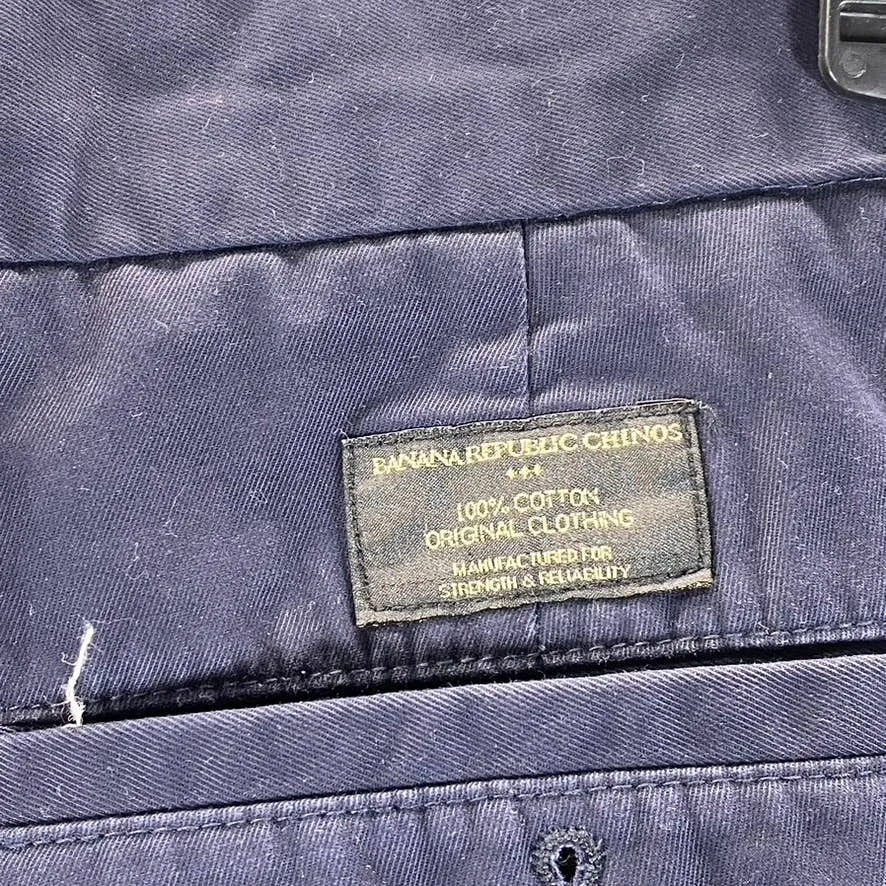 BANANA REPUBLIC CHINOS
100% COTTON
ORIGINAL CLOTHING
MANUFACTURED FOR
STRENGTH & RELIABILITY